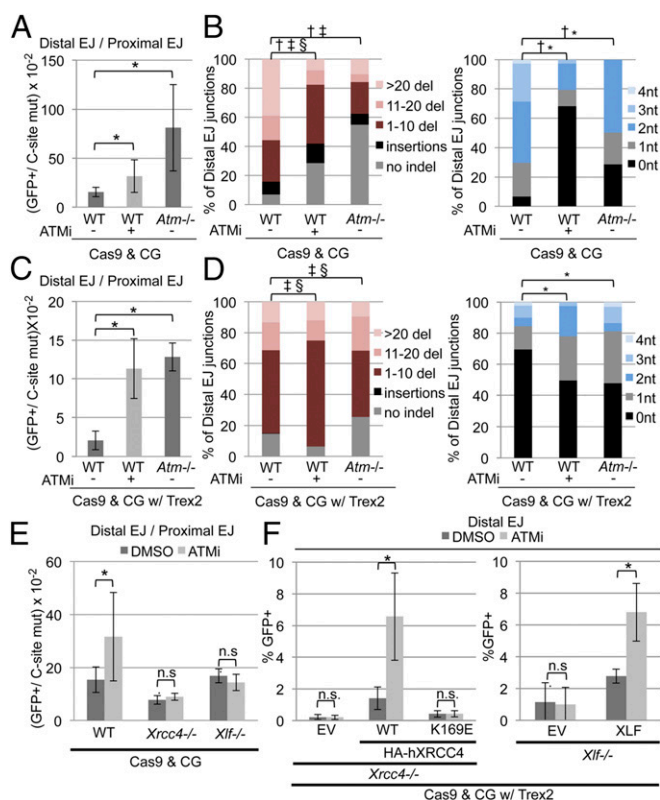 A
Distal EJ / Proximal EJ
(GFP+/ C-site mut) x 10-2
150
100
50
0
*
*
WT WT Atm-/-
ATMi - + -
Cas9 & CG
B
% of Distal EJ junctions
100
80
60
40
20
0
† ‡
† ‡ §
>20 del
11-20 del
1-10 del
insertions
no indel
WT WT Atm-/-
ATMi - + -
Cas9 & CG
% of Distal EJ junctions
100
80
60
40
20
0
† *
† *
4nt
3nt
2nt
1nt
0nt
WT WT Atm-/-
ATMi - + -
Cas9 & CG
C
Distal EJ / Proximal EJ
(GFP+/ C-site mut)X10-2
20
15
10
5
0
*
*
WT WT Atm-/-
ATMi - + -
Cas9 & CG w/ Trex2
D
% of Distal EJ junctions
100
80
60
40
20
0
‡ §
‡ §
>20 del
11-20 del
1-10 del
insertions
no indel
WT WT Atm-/-
ATMi - + -
Cas9 & CG w/ Trex2
% of Distal EJ junctions
100
80
60
40
20
0
*
*
4nt
3nt
2nt
1nt
0nt
WT WT Atm-/-
ATMi - + -
Cas9 & CG w/ Trex2
E
Distal EJ / Proximal EJ
DMSO ATMi
(GFP+/ C-site mut) x 10-2
60
40
20
0
*
n.s
n.s
WT Xrcc4-/- Xlf-/-
Cas9 & CG
F
Distal EJ
DMSO ATMi
% GFP+
10
8
6
4
2
0
n.s.
*
n.s.
EV WT K169E
HA-hXRCC4
Xrcc4-/-
%GFP+
10
8
6
4
2
0
n.s
*
EV XLF
Xlf-/-
Cas9 & CG w/ Trex2